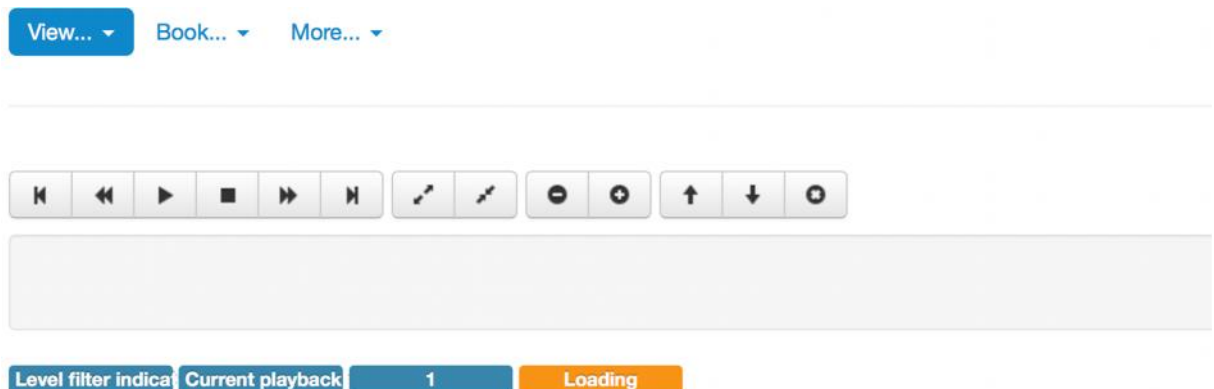 View... Book... More...
Level filter indicat Current playback 1 Loading